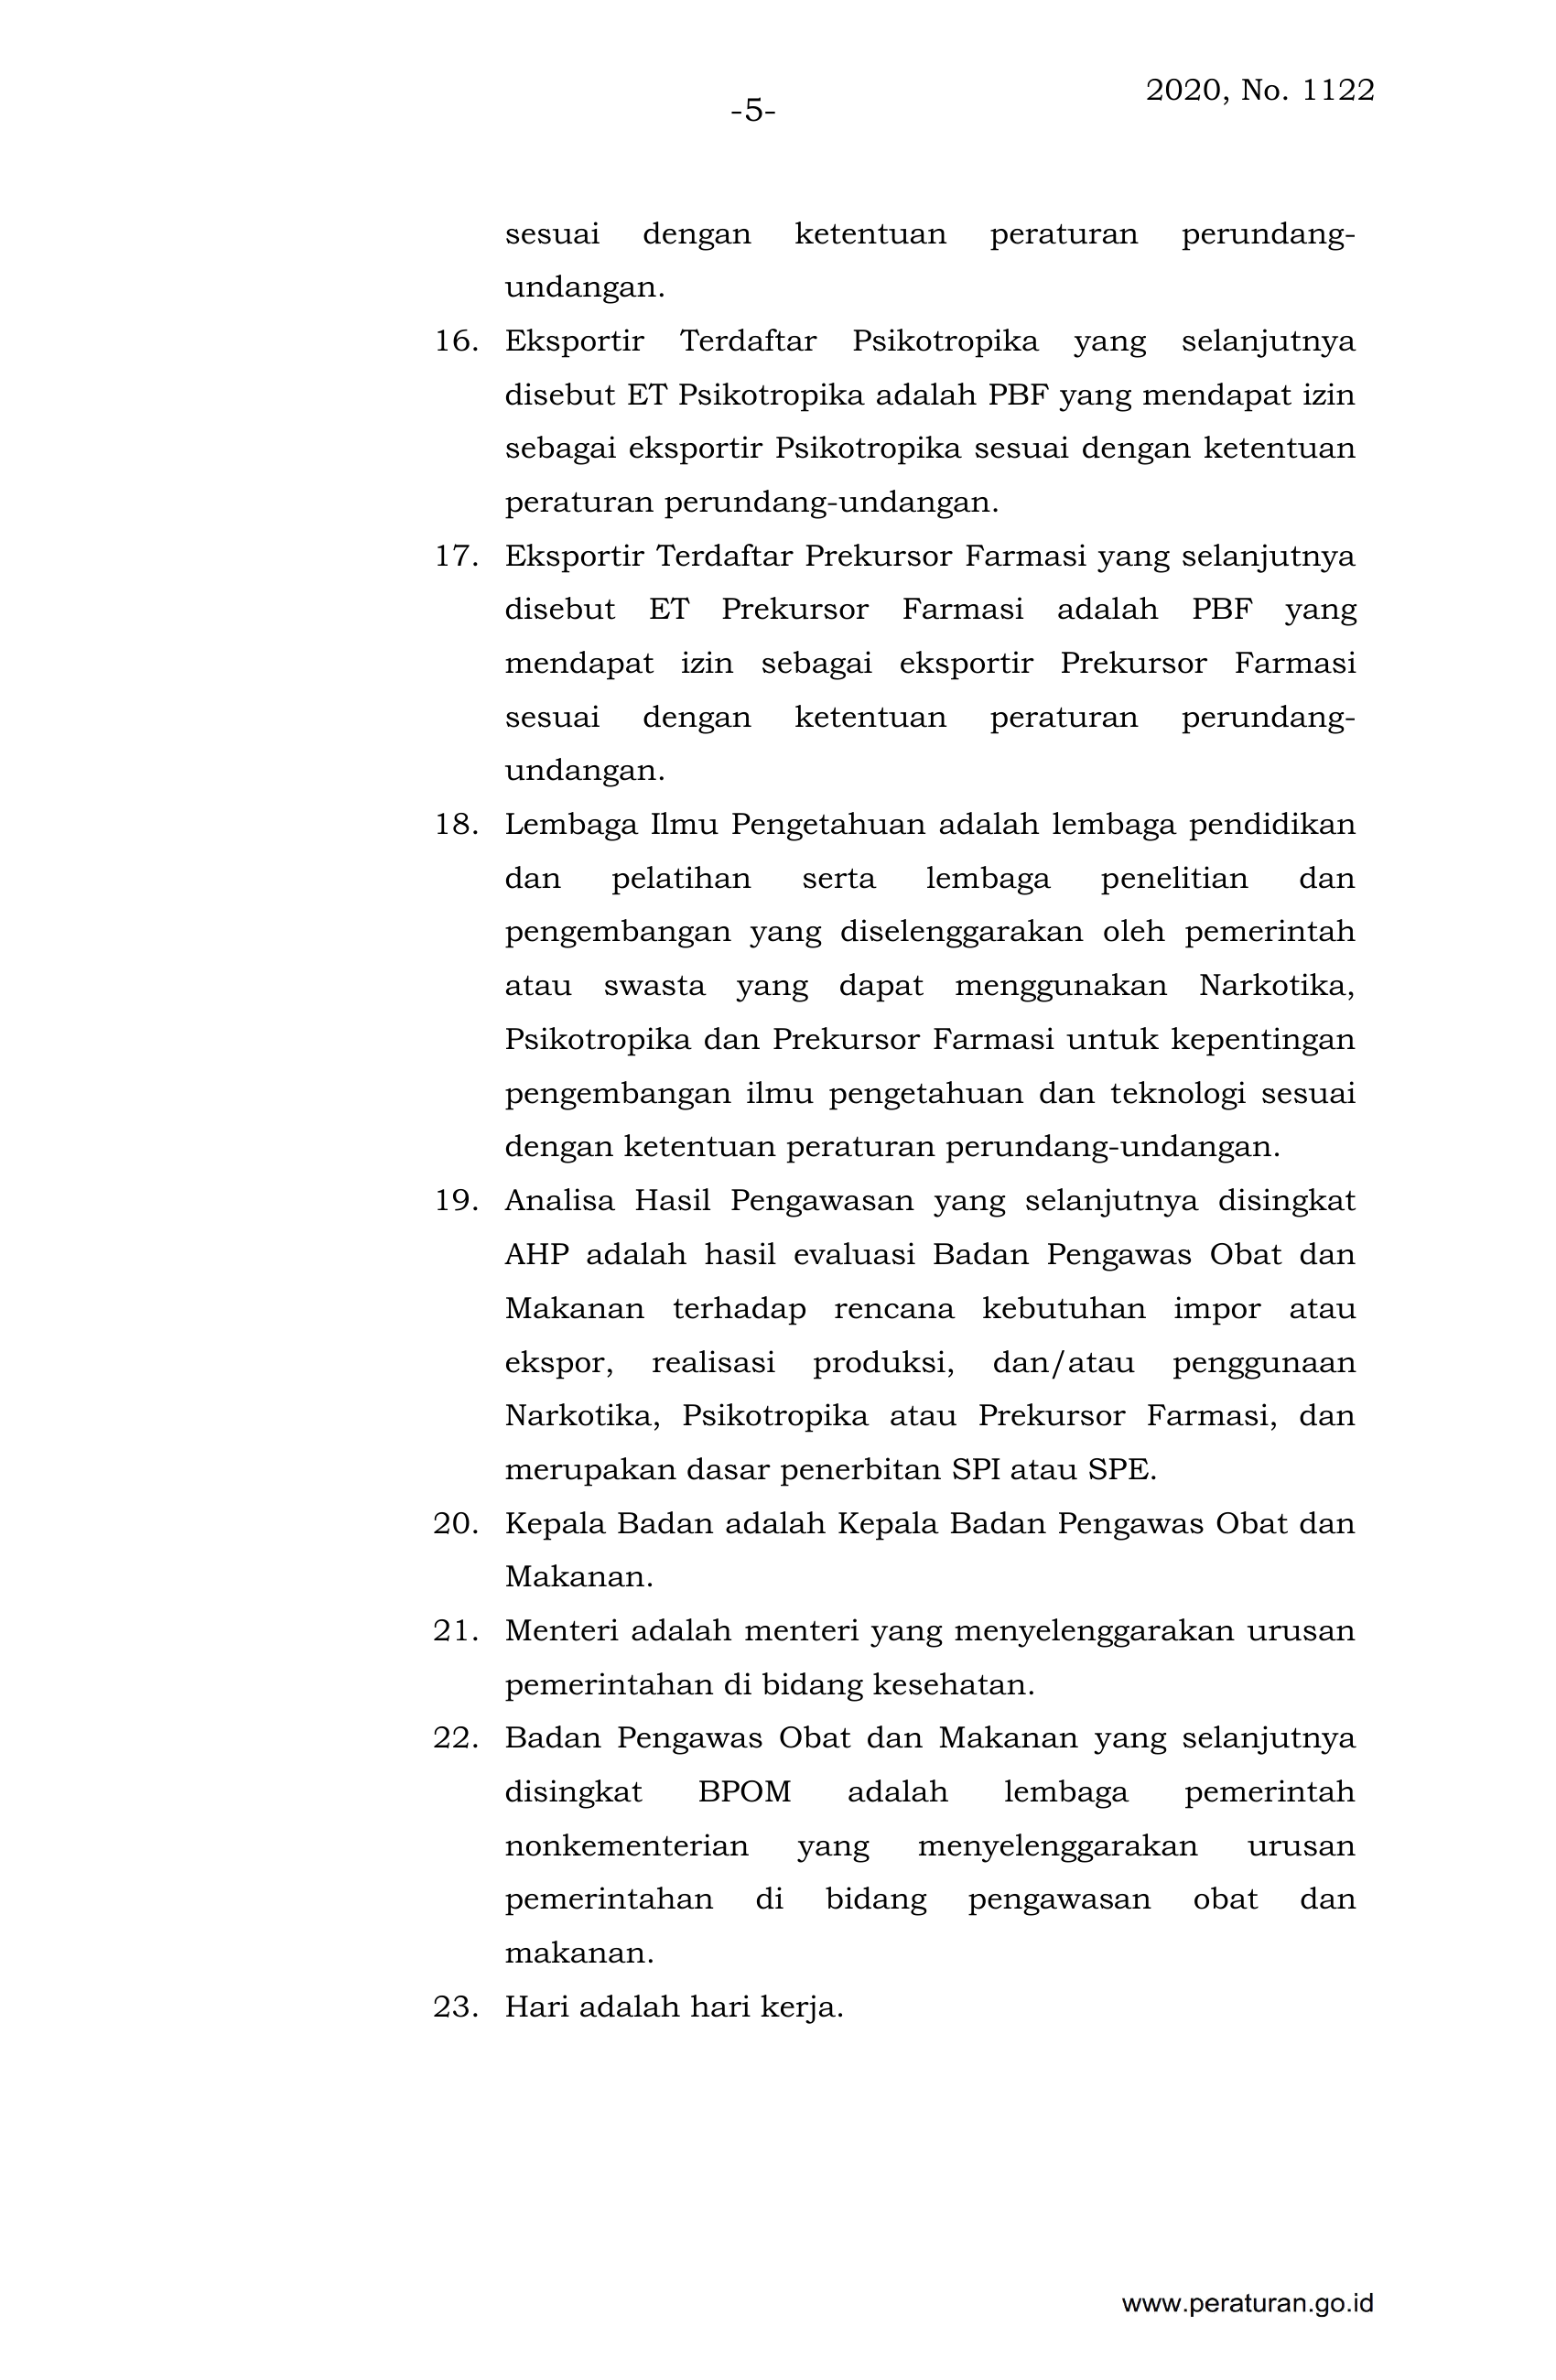 2020, No. 1122
-5-
sesuai dengan ketentuan peraturan perundang-
undangan.
16. Eksportir Terdaftar Psikotropika yang selanjutnya
disebut ET Psikotropika adalah PBF yang mendapat izin
sebagai eksportir Psikotropika sesuai dengan ketentuan
peraturan perundang-undangan.
17. Eksportir Terdaftar Prekursor Farmasi yang selanjutnya
disebut ET Prekursor Farmasi adalah PBF yang
mendapat izin sebagai eksportir Prekursor Farmasi
sesuai dengan ketentuan peraturan perundang-
undangan.
18. Lembaga Ilmu Pengetahuan adalah lembaga pendidikan
dan pelatihan serta lembaga penelitian dan
pengembangan yang diselenggarakan oleh pemerintah
atau swasta yang dapat menggunakan Narkotika,
Psikotropika dan Prekursor Farmasi untuk kepentingan
pengembangan ilmu pengetahuan dan teknologi sesuai
dengan ketentuan peraturan perundang-undangan.
19. Analisa Hasil Pengawasan yang selanjutnya disingkat
AHP adalah hasil evaluasi Badan Pengawas Obat dan
Makanan terhadap rencana kebutuhan impor atau
ekspor, realisasi produksi, dan/atau penggunaan
Narkotika, Psikotropika atau Prekursor Farmasi, dan
merupakan dasar penerbitan SPI atau SPE.
20. Kepala Badan adalah Kepala Badan Pengawas Obat dan
Makanan.
21. Menteri adalah menteri yang menyelenggarakan urusan
pemerintahan di bidang kesehatan.
22. Badan Pengawas Obat dan Makanan yang selanjutnya
disingkat BPOM adalah lembaga pemerintah
nonkementerian yang menyelenggarakan urusan
pemerintahan di bidang pengawasan obat dan
makanan.
23. Hari adalah hari kerja.
www.peraturan.go.id